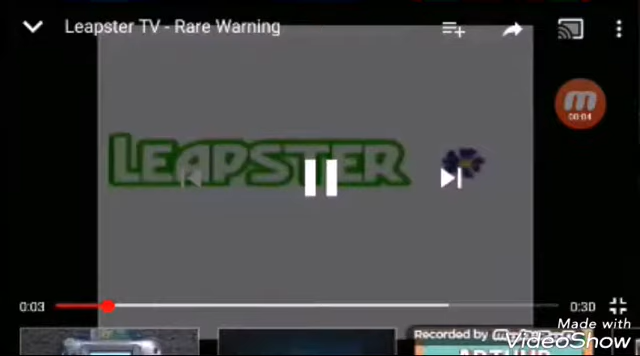 Leapster TV - Rare Warning
00:04
LEAPSTER
0:03
0:30
Made with
Recorded by
VideoShow